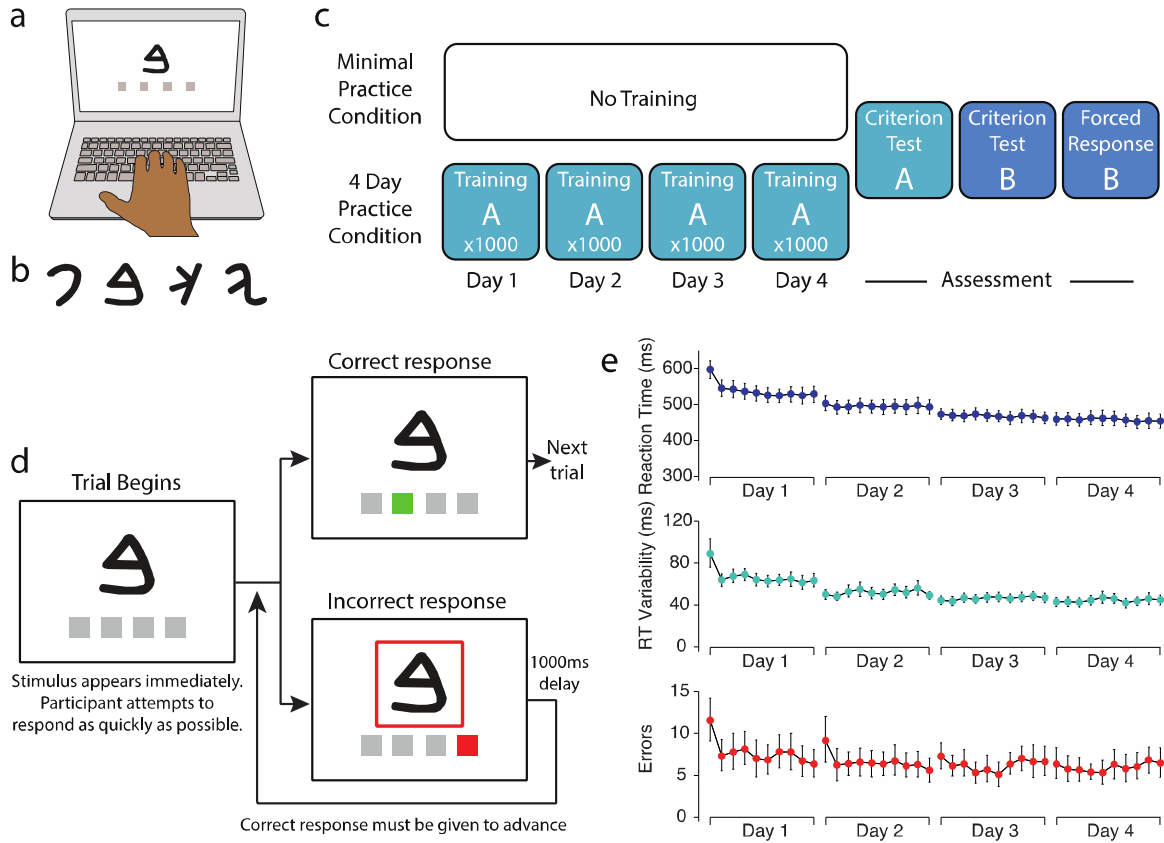 a
b
c
Minimal
Practice
Condition
No Training
4 Day
Practice
Condition
Training
A
x1000
Training
A
x1000
Training
A
x1000
Training
A
x1000
Day 1
Day 2
Day 3
Day 4
Criterion
Test
A
Criterion
Test
B
Forced
Response
B
Assessment
d
Trial Begins
Stimulus appears immediately.
Participant attempts to
respond as quickly as possible.
Correct response
Next
trial
Incorrect response
1000ms
delay
Correct response must be given to advance
e
Reaction Time (ms)
600
500
400
300
Day 1 Day 2 Day 3 Day 4
RT Variability (ms)
120
80
40
0
Day 1 Day 2 Day 3 Day 4
Errors
15
10
5
0
Day 1 Day 2 Day 3 Day 4